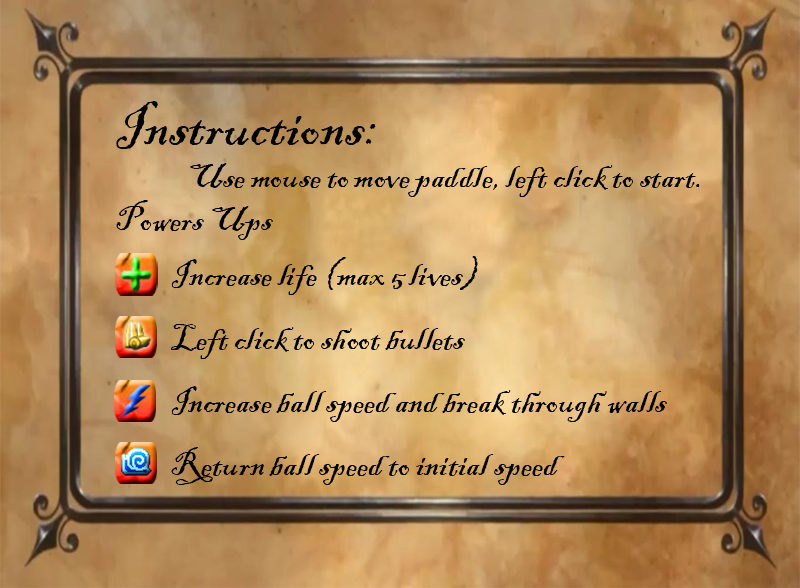 Instructions:
Use mouse to move paddle, left click to start.
Powers Ups
Increase life (max 5 lives)
Left click to shoot bullets
Increase ball speed and break through walls
Return ball speed to initial speed